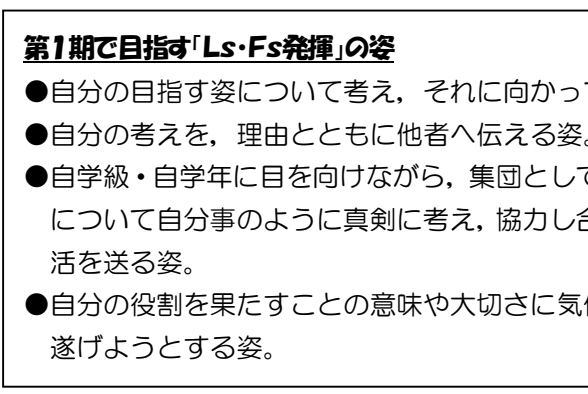 第1期で目指す「Ls・Fs発揮」の姿
●自分の目指す姿について考え，それに向かっ
●自分の考えを，理由とともに他者へ伝える姿。
●自学級・自学年に目を向けながら，集団として
について自分事のように真剣に考え，協力し合
活を送る姿。
●自分の役割を果たすことの意味や大切さに気
遂げようとする姿。